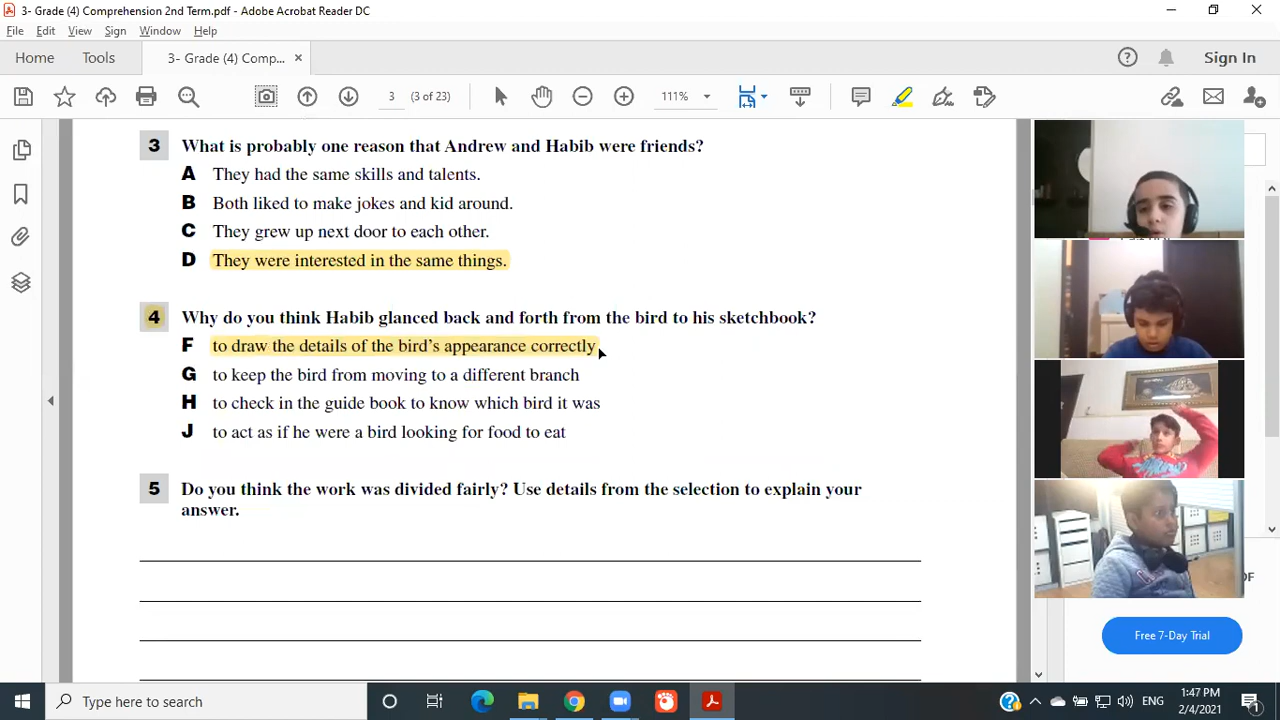 3- Grade (4) Comprehension 2nd Term.pdf - Adobe Acrobat Reader DC
File Edit View Sign Window Help
Home Tools 3- Grade (4) Comp... × Sign In
3 (3 of 23) 111%
3 What is probably one reason that Andrew and Habib were friends?
A They had the same skills and talents.
B Both liked to make jokes and kid around.
C They grew up next door to each other.
D They were interested in the same things.
4 Why do you think Habib glanced back and forth from the bird to his sketchbook?
F to draw the details of the bird's appearance correctly
G to keep the bird from moving to a different branch
H to check in the guide book to know which bird it was
J to act as if he were a bird looking for food to eat
5 Do you think the work was divided fairly? Use details from the selection to explain your
answer.
Free 7-Day Trial
Type here to search
ENG
1:47 PM
2/4/2021